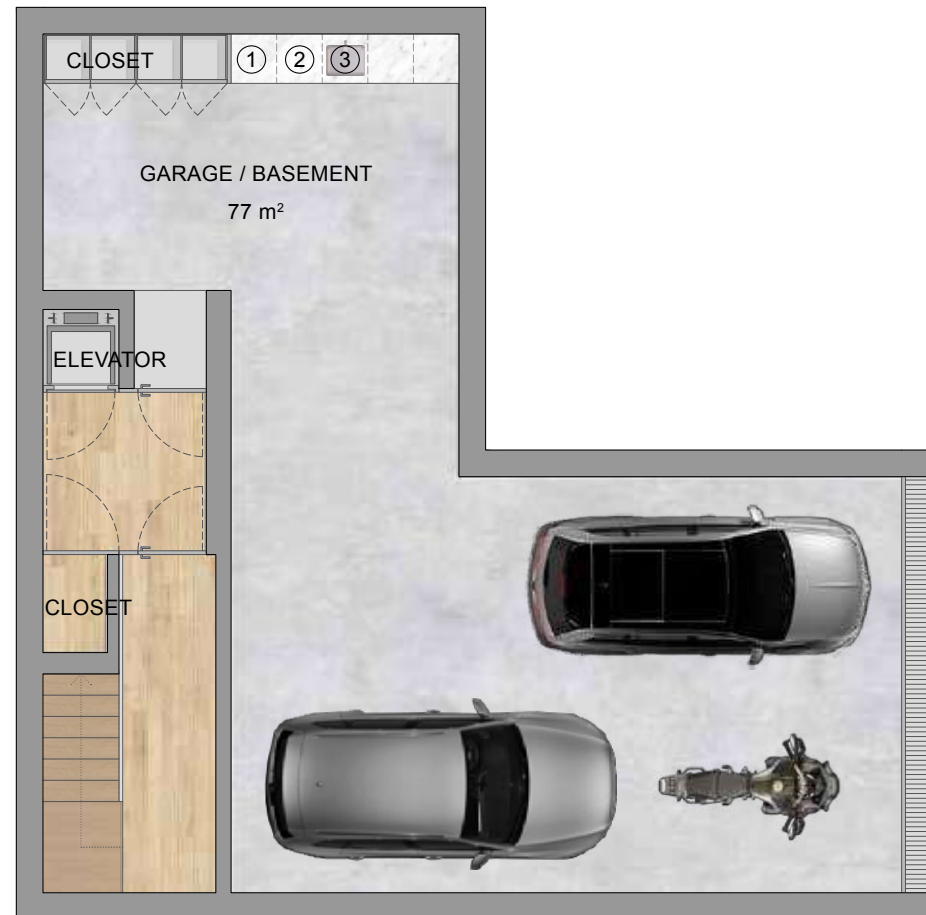 CLOSET
① ② ③
GARAGE / BASEMENT
77 m²
ELEVATOR
CLOSET